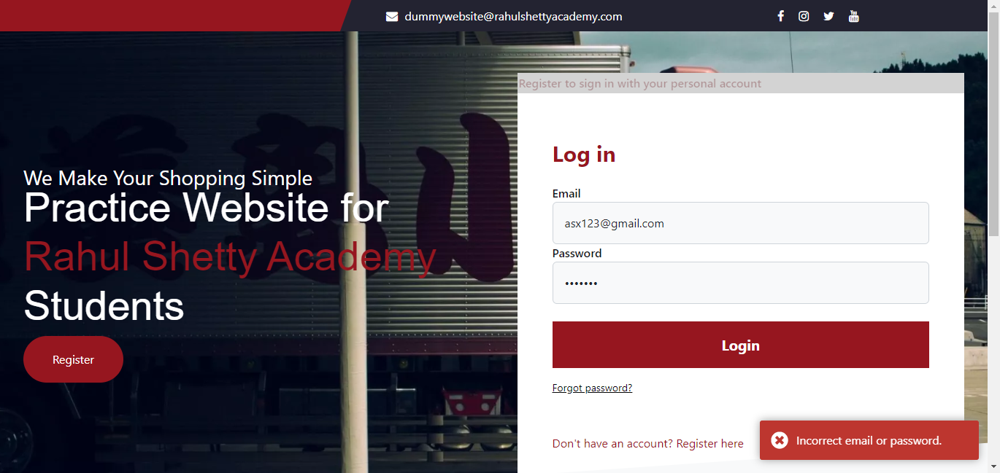 dummywebsite@rahulshettyacademy.com
Register to sign in with your personal account
We Make Your Shopping Simple
Practice Website for
Rahul Shetty Academy
Students
Register
Log in
Email
asx123@gmail.com
Password
•••••••
Login
Forgot password?
Don't have an account? Register here
Incorrect email or password.